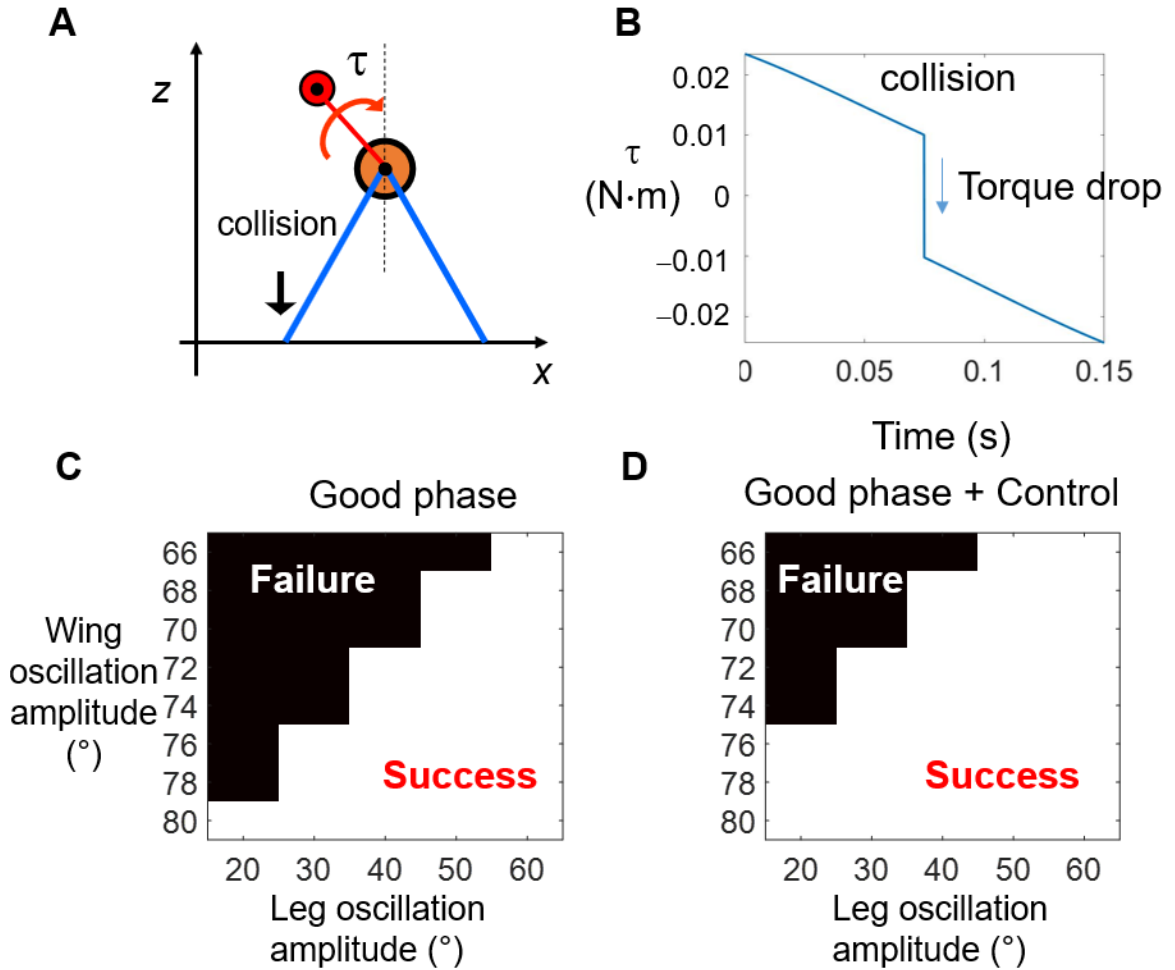 A
z
τ
collision
x
B
0.02
collision
0.01
τ
(N·m)
0
Torque drop
−0.01
−0.02
0
0.05
0.1
0.15
Time (s)
C
Good phase
66
Failure
68
70
72
74
76
78
80
Wing
oscillation
amplitude
(°)
Success
20 30 40 50 60
Leg oscillation
amplitude (°)
D
Good phase + Control
66
Failure
68
70
72
74
76
78
80
Success
20 30 40 50 60
Leg oscillation
amplitude (°)